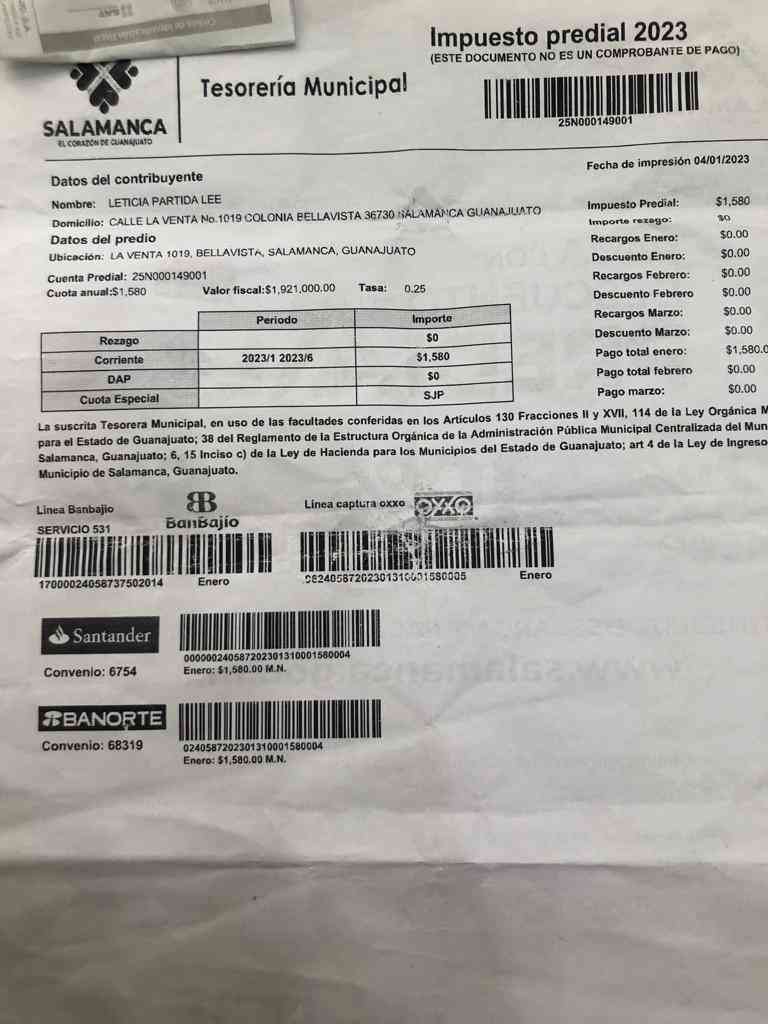 Impuesto predial 2023
(ESTE DOCUMENTO NO ES UN COMPROBANTE DE PAGO)
Tesorería Municipal
25N000149001
SALAMANCA
EL CORAZÓN DE GUANAJUATO
Fecha de impresión 04/01/2023
Datos del contribuyente
Nombre: LETICIA PARTIDA LEE
Domicilio: CALLE LA VENTA No.1019 COLONIA BELLAVISTA 36730 SALAMANCA GUANAJUATO
Datos del predio
Ubicación: LA VENTA 1019, BELLAVISTA, SALAMANCA, GUANAJUATO
Cuenta Predial: 25N000149001
Cuota anual:$1,580 Valor fiscal:$1,921,000.00 Tasa: 0.25
Impuesto Predial: $1,580
Importe rezago: $0
Recargos Enero: $0.00
Descuento Enero: $0.00
Recargos Febrero: $0.00
Descuento Febrero $0.00
Recargos Marzo: $0.00
Descuento Marzo: $0.00
Pago total enero: $1,580.0
Pago total febrero $0.00
Pago marzo: $0.00
Periodo Importe
Rezago $0
Corriente 2023/1 2023/6 $1,580
DAP $0
Cuota Especial SJP
La suscrita Tesorera Municipal, en uso de las facultades conferidas en los Artículos 130 Fracciones II y XVII, 114 de la Ley Orgánica M
para el Estado de Guanajuato; 38 del Reglamento de la Estructura Orgánica de la Administración Pública Municipal Centralizada del Mun
Salamanca, Guanajuato; 6, 15 Inciso c) de la Ley de Hacienda para los Municipios del Estado de Guanajuato; art 4 de la Ley de Ingreso
Municipio de Salamanca, Guanajuato.
Linea Banbajio
BanBajío
Línea captura oxxo OXXO
SERVICIO 531
17000024058737502014 Enero
Enero
Santander
Convenio: 6754
000000240587202301310001580004
Enero: $1,580.00 M.N.
BANORTE
Convenio: 68319
0240587202301310001580004
Enero: $1,580.00 M.N.